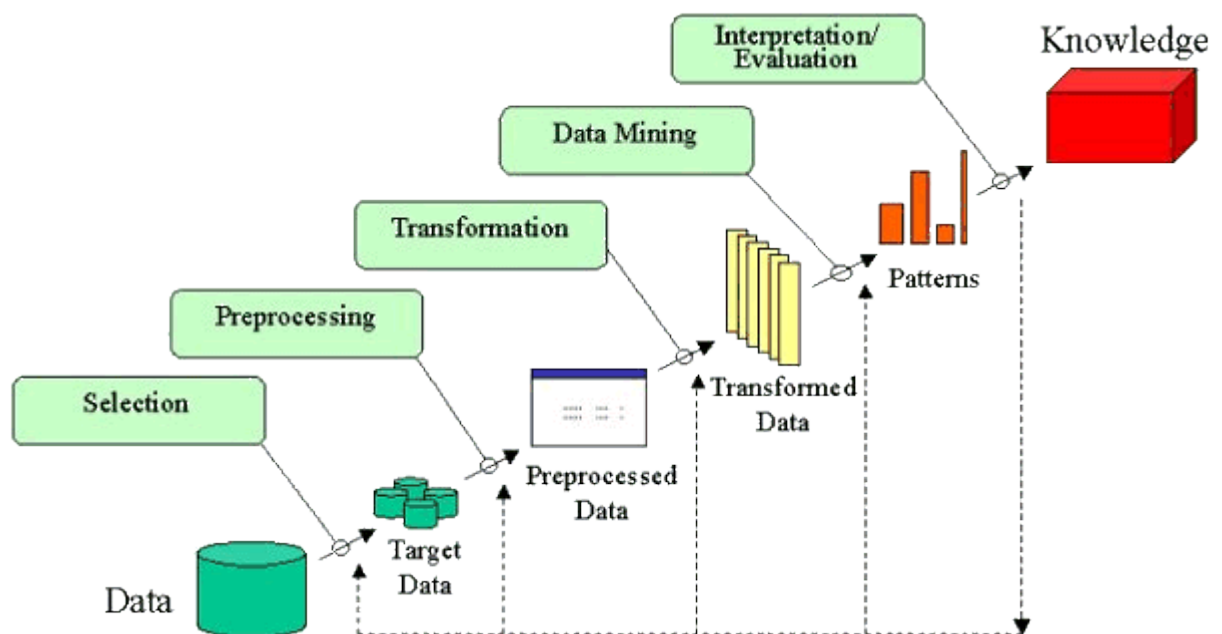 Interpretation/
Evaluation
Knowledge
Data Mining
Transformation
Patterns
Preprocessing
Transformed
Data
Selection
Preprocessed
Data
Target
Data
Data